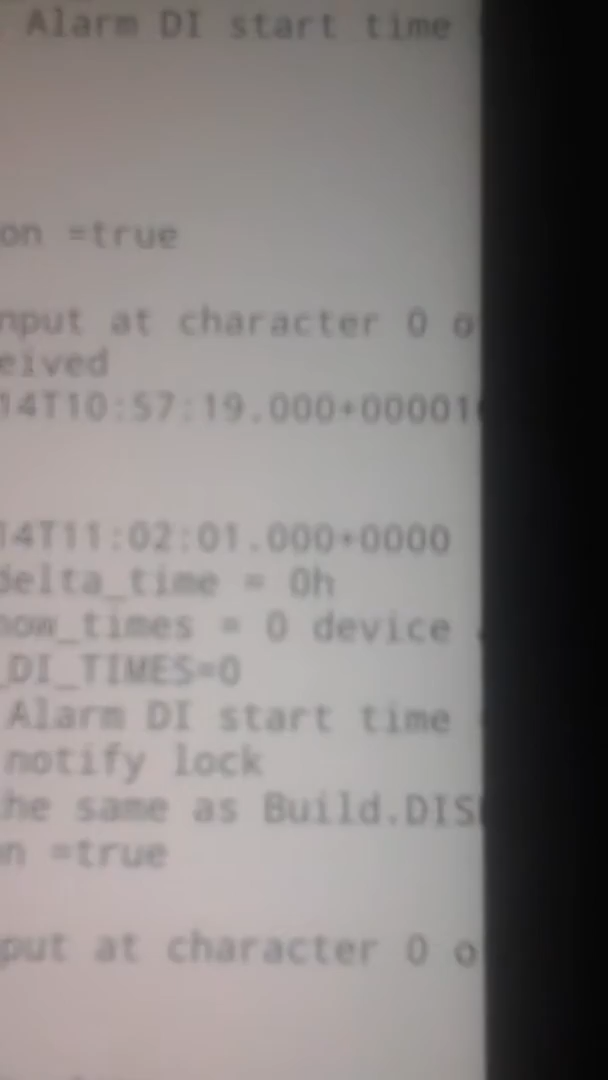 Alarm DI start time
on =true
nput at character 0 o
eived
14T10:57:19.000+00001
14T11:02:01.000+0000
delta_time = 0h
now_times = 0 device
_DI_TIMES=0
Alarm DI start time
notify lock
he same as Build.DIS
n =true
put at character 0 o